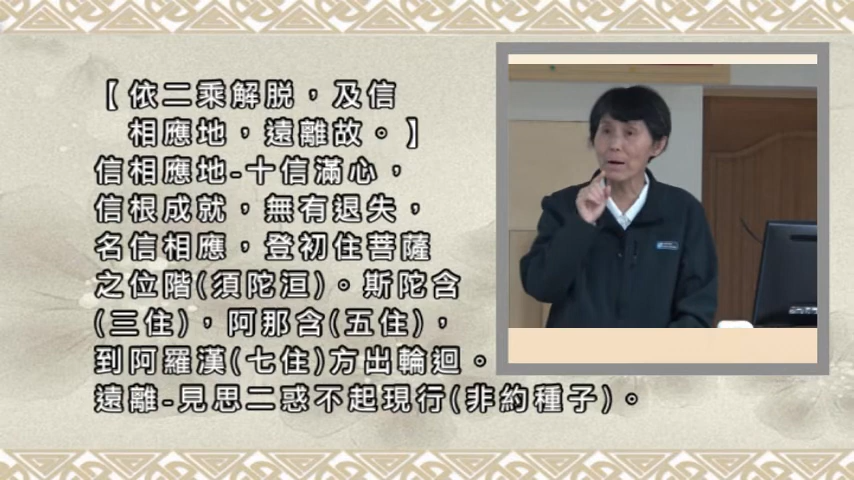 【依二乘解脫，及信
相應地，遠離故。】
信相應地-十信滿心，
信根成就，無有退失，
名信相應，登初住菩薩
之位階(須陀洹)。斯陀含
(三住)，阿那含(五住)，
到阿羅漢(七住)方出輪迴。
遠離-見思二惑不起現行(非約種子)。